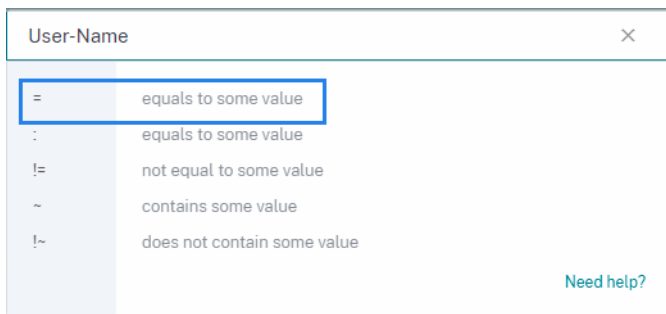 User-Name ×
= equals to some value
: equals to some value
!= not equal to some value
~ contains some value
!~ does not contain some value
Need help?